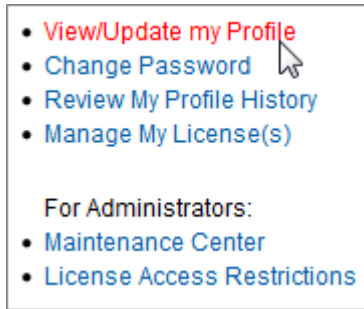 View/Update my Profile
Change Password
Review My Profile History
Manage My License(s)
For Administrators:
Maintenance Center
License Access Restrictions